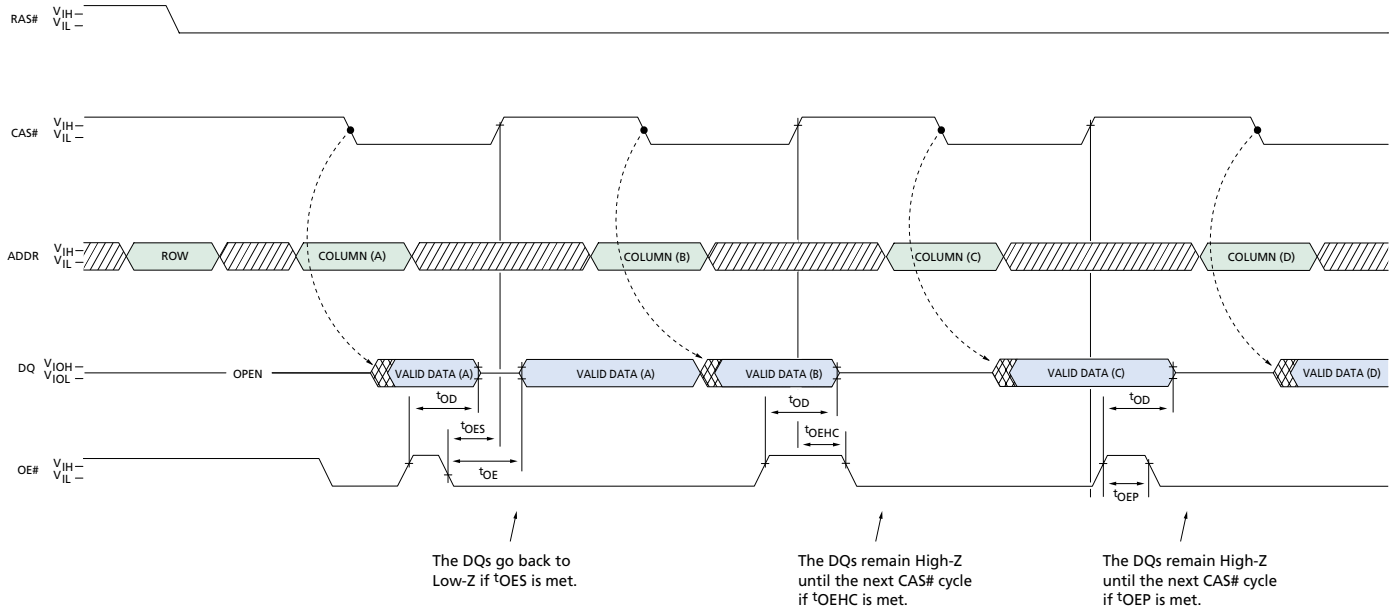 RAS# VIH VIL
CAS# VIH VIL
ADDR VIH VIL ROW COLUMN (A) COLUMN (B) COLUMN (C) COLUMN (D)
DQ VIOH VIOL OPEN VALID DATA (A) VALID DATA (A) VALID DATA (B) VALID DATA (C) VALID DATA (D)
tOD tOD tOD
tOES tOEHC
tOE
OE# VIH VIL
tOEP
The DQs go back to
Low-Z if tOES is met.
The DQs remain High-Z
until the next CAS# cycle
if tOEHC is met.
The DQs remain High-Z
until the next CAS# cycle
if tOEP is met.